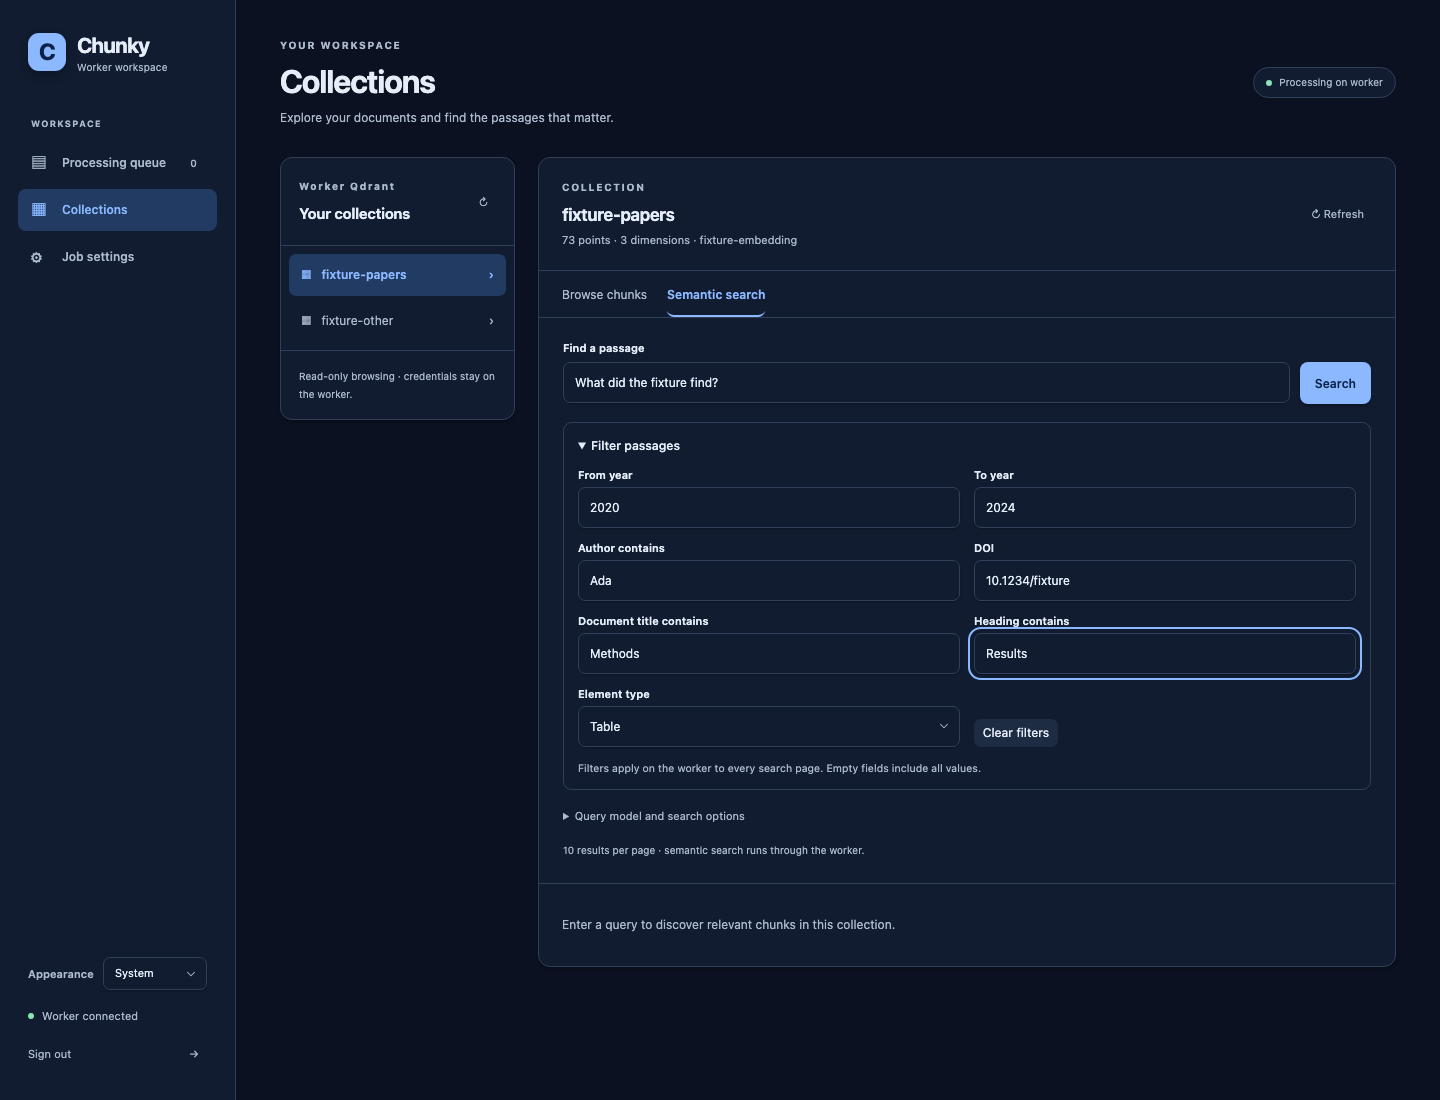 C
Chunky
Worker workspace
WORKSPACE
Processing queue 0
Collections
Job settings
Appearance System
Worker connected
Sign out →
YOUR WORKSPACE
Collections
Explore your documents and find the passages that matter.
Processing on worker
Worker Qdrant
Your collections
↻
fixture-papers ›
fixture-other ›
Read-only browsing · credentials stay on
the worker.
COLLECTION
fixture-papers
73 points · 3 dimensions · fixture-embedding
↻ Refresh
Browse chunks Semantic search
Find a passage
What did the fixture find? Search
▼ Filter passages
From year To year
2020 2024
Author contains DOI
Ada 10.1234/fixture
Document title contains Heading contains
Methods Results
Element type
Table Clear filters
Filters apply on the worker to every search page. Empty fields include all values.
▶ Query model and search options
10 results per page · semantic search runs through the worker.
Enter a query to discover relevant chunks in this collection.